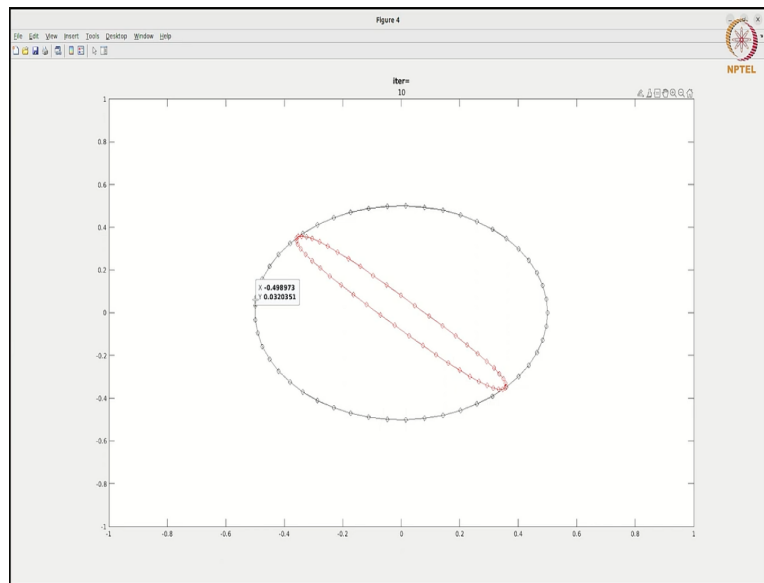 Figure 4
File Edit View Insert Tools Desktop Window Help
NPTEL
iter=
10
1
0.8
0.6
0.4
0.2
0
-0.2
-0.4
-0.6
-0.8
-1
X -0.498973
Y 0.0320351
-1 -0.8 -0.6 -0.4 -0.2 0 0.2 0.4 0.6 0.8 1